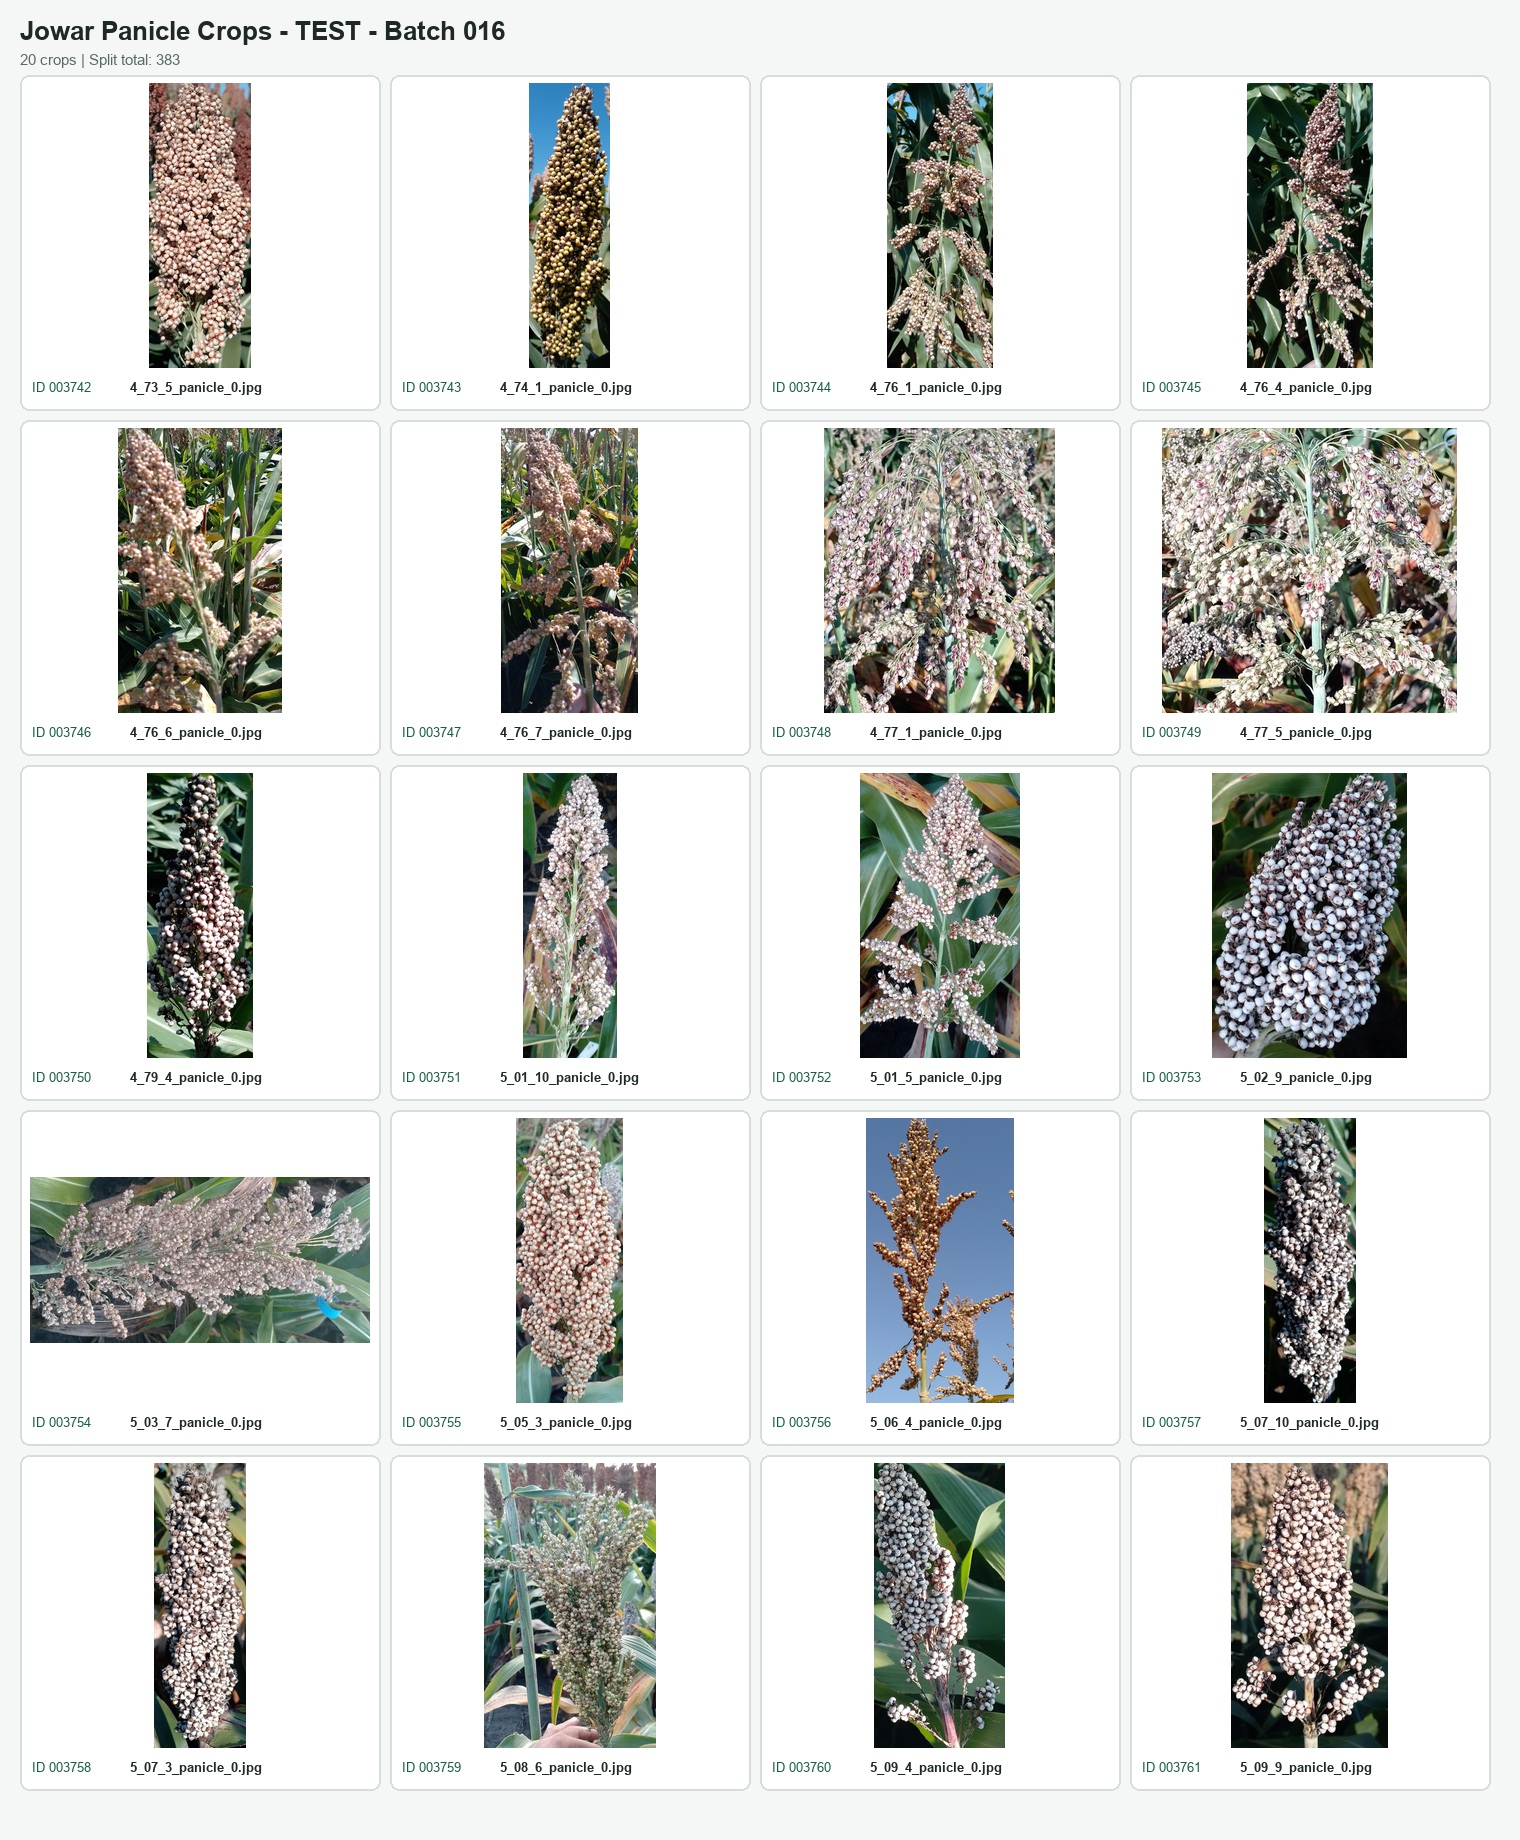 Jowar Panicle Crops - TEST - Batch 016
20 crops | Split total: 383
ID 003742 4_73_5_panicle_0.jpg
ID 003743 4_74_1_panicle_0.jpg
ID 003744 4_76_1_panicle_0.jpg
ID 003745 4_76_4_panicle_0.jpg
ID 003746 4_76_6_panicle_0.jpg
ID 003747 4_76_7_panicle_0.jpg
ID 003748 4_77_1_panicle_0.jpg
ID 003749 4_77_5_panicle_0.jpg
ID 003750 4_79_4_panicle_0.jpg
ID 003751 5_01_10_panicle_0.jpg
ID 003752 5_01_5_panicle_0.jpg
ID 003753 5_02_9_panicle_0.jpg
ID 003754 5_03_7_panicle_0.jpg
ID 003755 5_05_3_panicle_0.jpg
ID 003756 5_06_4_panicle_0.jpg
ID 003757 5_07_10_panicle_0.jpg
ID 003758 5_07_3_panicle_0.jpg
ID 003759 5_08_6_panicle_0.jpg
ID 003760 5_09_4_panicle_0.jpg
ID 003761 5_09_9_panicle_0.jpg